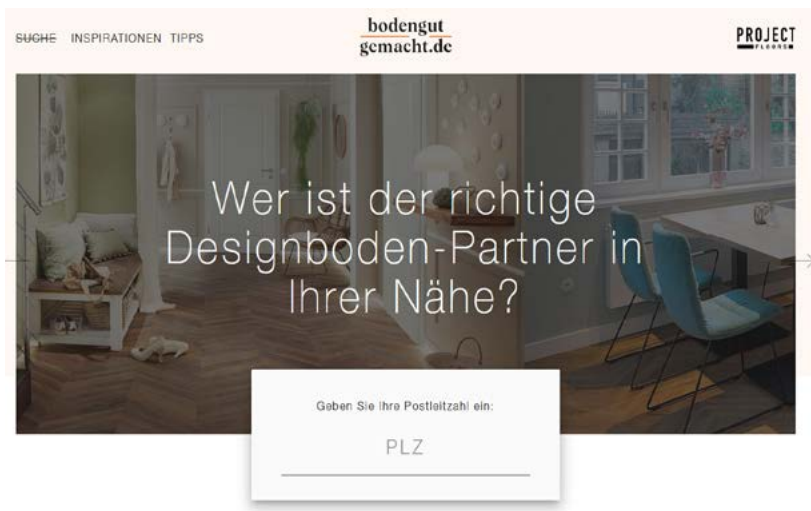 SUCHE INSPIRATIONEN TIPPS
bodengut
gemacht.de
PROJECT
FLOORS
Wer ist der richtige
Designboden-Partner in
Ihrer Nähe?
Geben Sie Ihre Postleitzahl ein:
PLZ